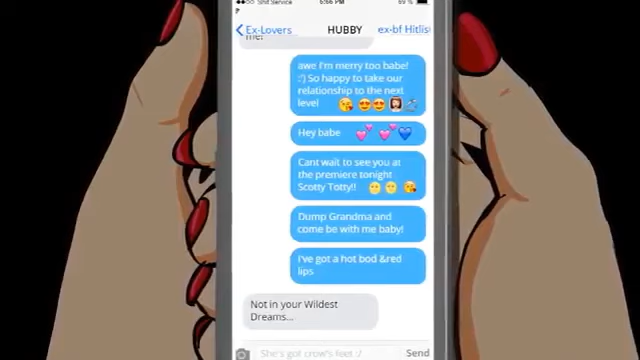 ●●○○ Shit Service 5:66 PM 69 %
Ex-Lovers HUBBY ex-bf Hitlist
me!
awe I'm merry too babe!
:') So happy to take our
relationship to the next
level
Hey babe
Cant wait to see you at
the premiere tonight
Scotty Totty!!
Dump Grandma and
come be with me baby!
I've got a hot bod &red
lips
Not in your Wildest
Dreams...
She's got crow's feet :/ Send